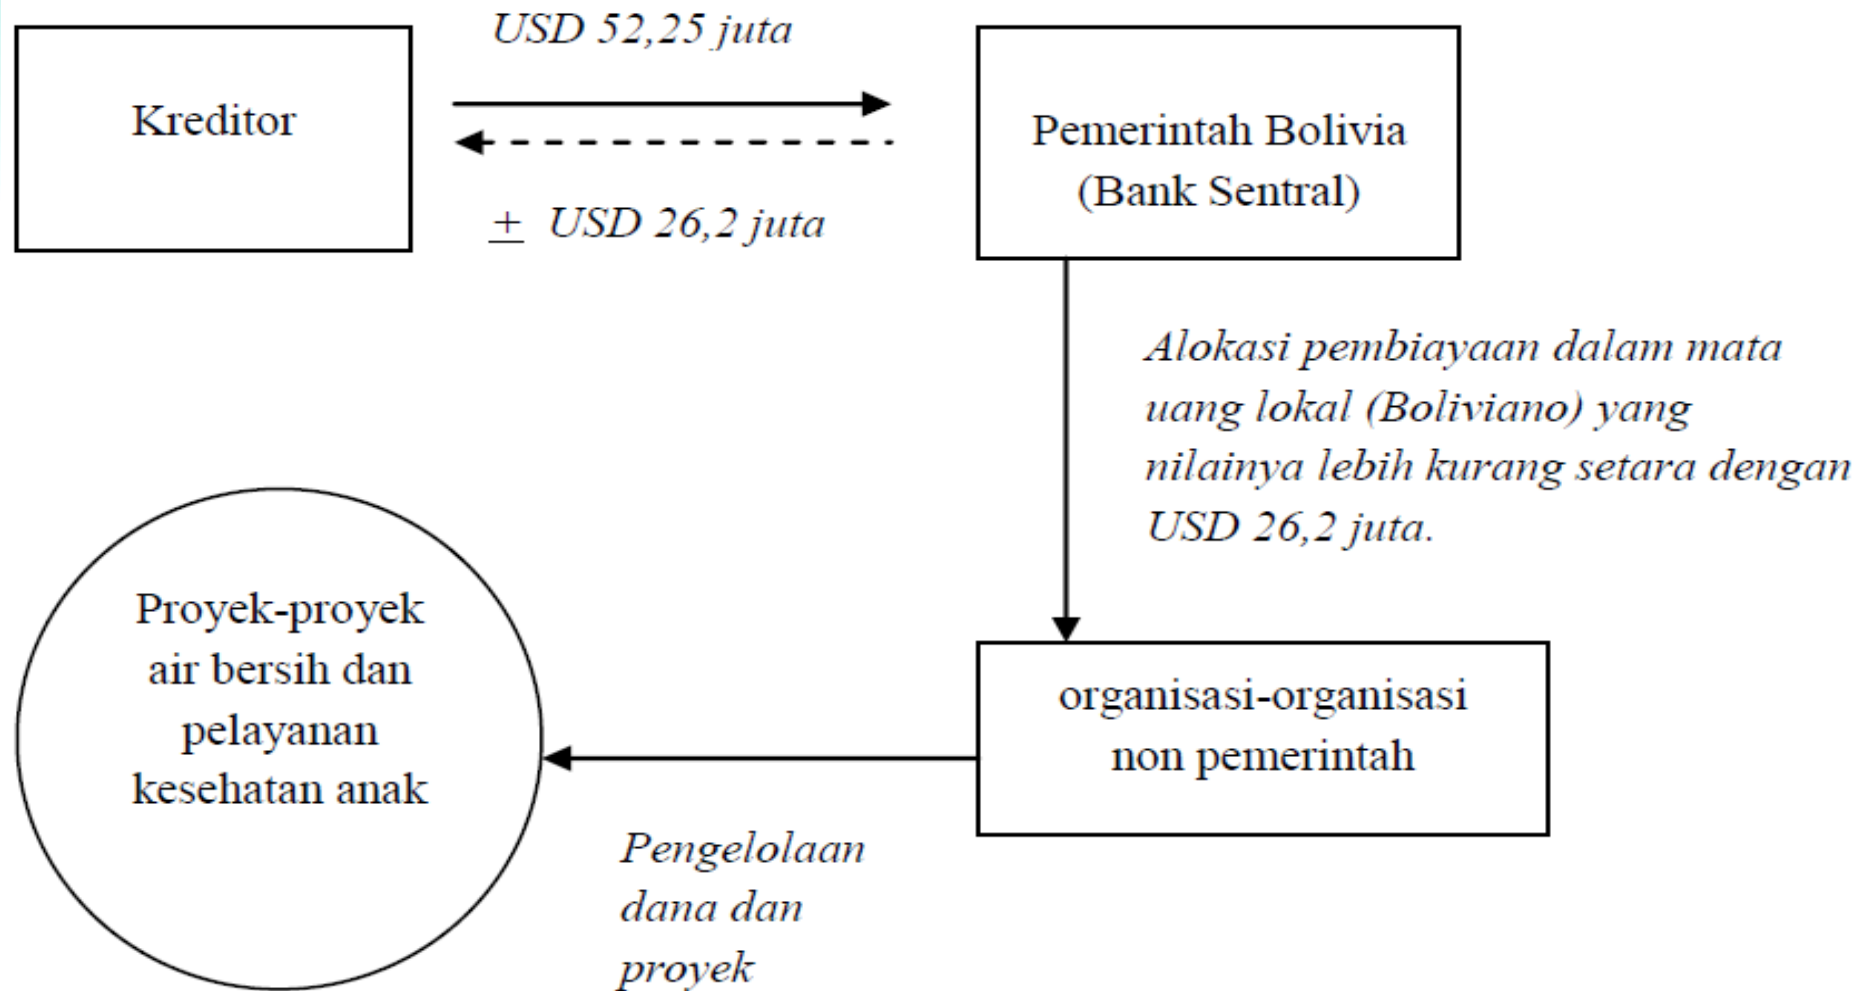 USD 52,25 juta
Kreditor
Pemerintah Bolivia
(Bank Sentral)
+ USD 26,2 juta
Alokasi pembiayaan dalam mata
uang lokal (Boliviano) yang
nilainya lebih kurang setara dengan
USD 26,2 juta.
Proyek-proyek
air bersih dan
pelayanan
kesehatan anak
organisasi-organisasi
non pemerintah
Pengelolaan
dana dan
proyek